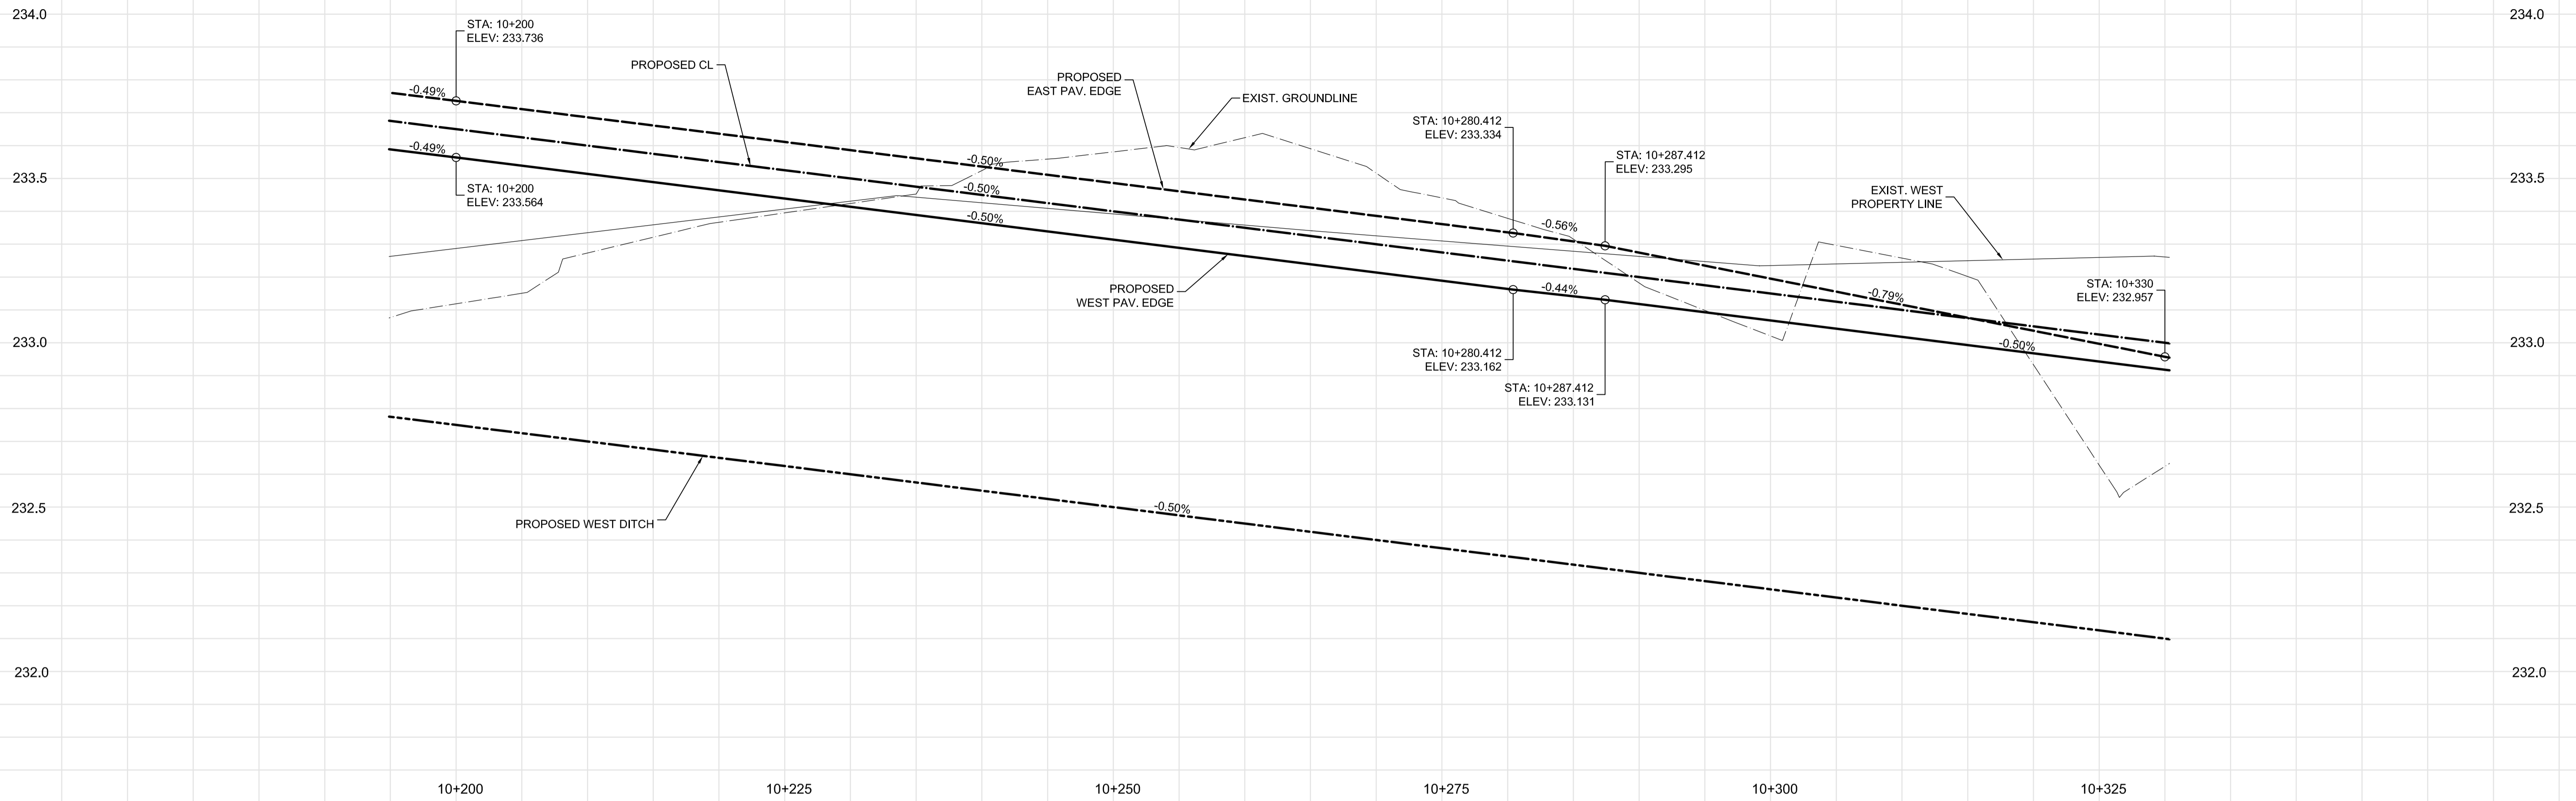 234.0
234.0
STA: 10+200
ELEV: 233.736
PROPOSED CL
PROPOSED
EAST PAV. EDGE
EXIST. GROUNDLINE
-0.49%
STA: 10+280.412
ELEV: 233.334
-0.49%
-0.50%
STA: 10+287.412
ELEV: 233.295
233.5
233.5
STA: 10+200
ELEV: 233.564
-0.50%
EXIST. WEST
PROPERTY LINE
-0.50%
-0.56%
PROPOSED
WEST PAV. EDGE
-0.44%
-0.79%
STA: 10+330
ELEV: 232.957
233.0
233.0
-0.50%
STA: 10+280.412
ELEV: 233.162
STA: 10+287.412
ELEV: 233.131
232.5
232.5
-0.50%
PROPOSED WEST DITCH
232.0
232.0
10+200
10+225
10+250
10+275
10+300
10+325